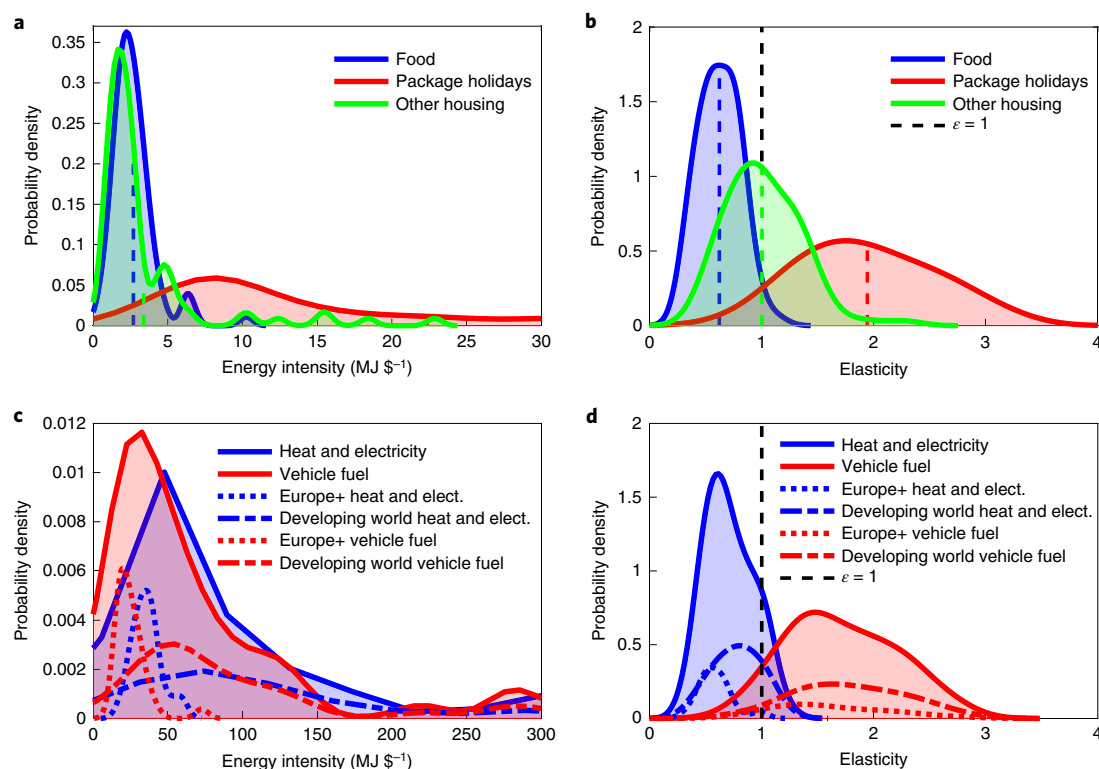 a
0.35
0.3
0.25
0.2
0.15
0.1
0.05
0
Probability density
Food
Package holidays
Other housing
0 5 10 15 20 25 30
Energy intensity (MJ $⁻¹)
b
2
1.5
1
0.5
0
Probability density
Food
Package holidays
Other housing
ε = 1
0 1 2 3 4
Elasticity
c
0.012
0.01
0.008
0.006
0.004
0.002
0
Probability density
Heat and electricity
Vehicle fuel
Europe+ heat and elect.
Developing world heat and elect.
Europe+ vehicle fuel
Developing world vehicle fuel
0 50 100 150 200 250 300
Energy intensity (MJ $⁻¹)
d
2
1.5
1
0.5
0
Probability density
Heat and electricity
Vehicle fuel
Europe+ heat and elect.
Developing world heat and elect.
Europe+ vehicle fuel
Developing world vehicle fuel
ε = 1
0 1 2 3 4
Elasticity